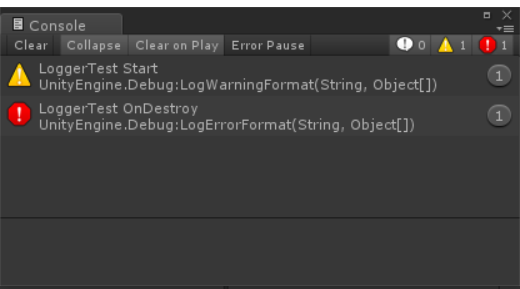 Console
Clear Collapse Clear on Play Error Pause 0 1 1
LoggerTest Start
UnityEngine.Debug:LogWarningFormat(String, Object[])
1
LoggerTest OnDestroy
UnityEngine.Debug:LogErrorFormat(String, Object[])
1